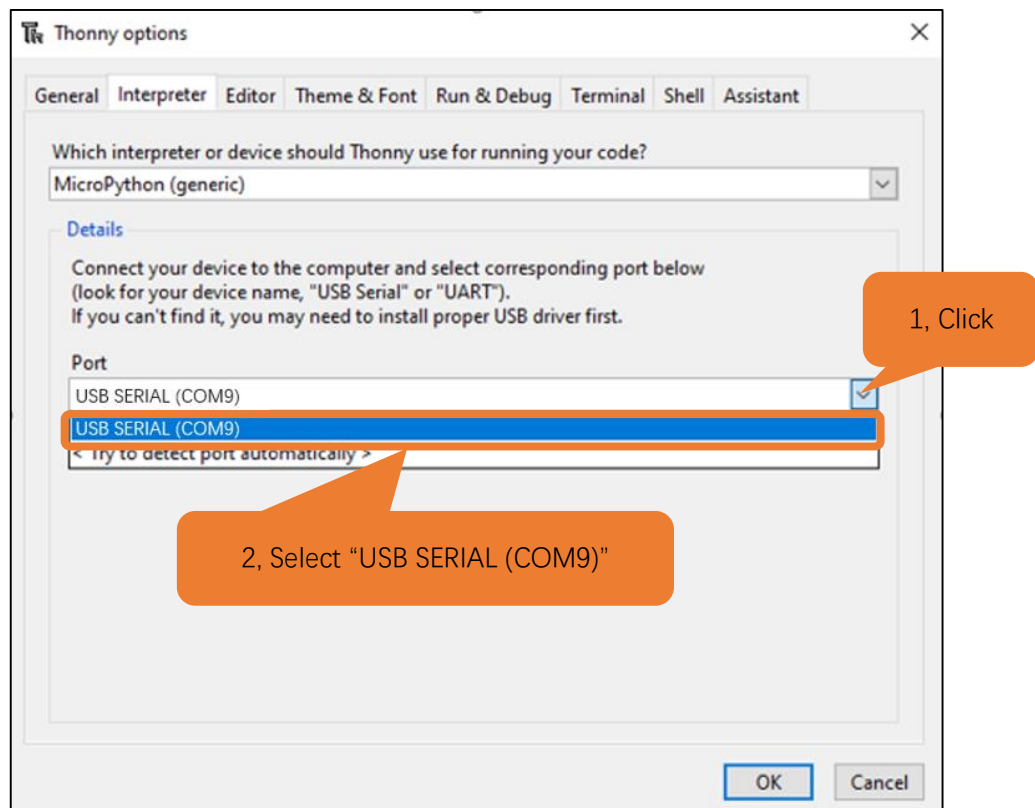 Thonny options
General Interpreter Editor Theme & Font Run & Debug Terminal Shell Assistant
Which interpreter or device should Thonny use for running your code?
MicroPython (generic)
Details
Connect your device to the computer and select corresponding port below
(look for your device name, "USB Serial" or "UART").
If you can't find it, you may need to install proper USB driver first.
1, Click
Port
USB SERIAL (COM9)
USB SERIAL (COM9)
< Try to detect port automatically >
2, Select “USB SERIAL (COM9)”
OK Cancel